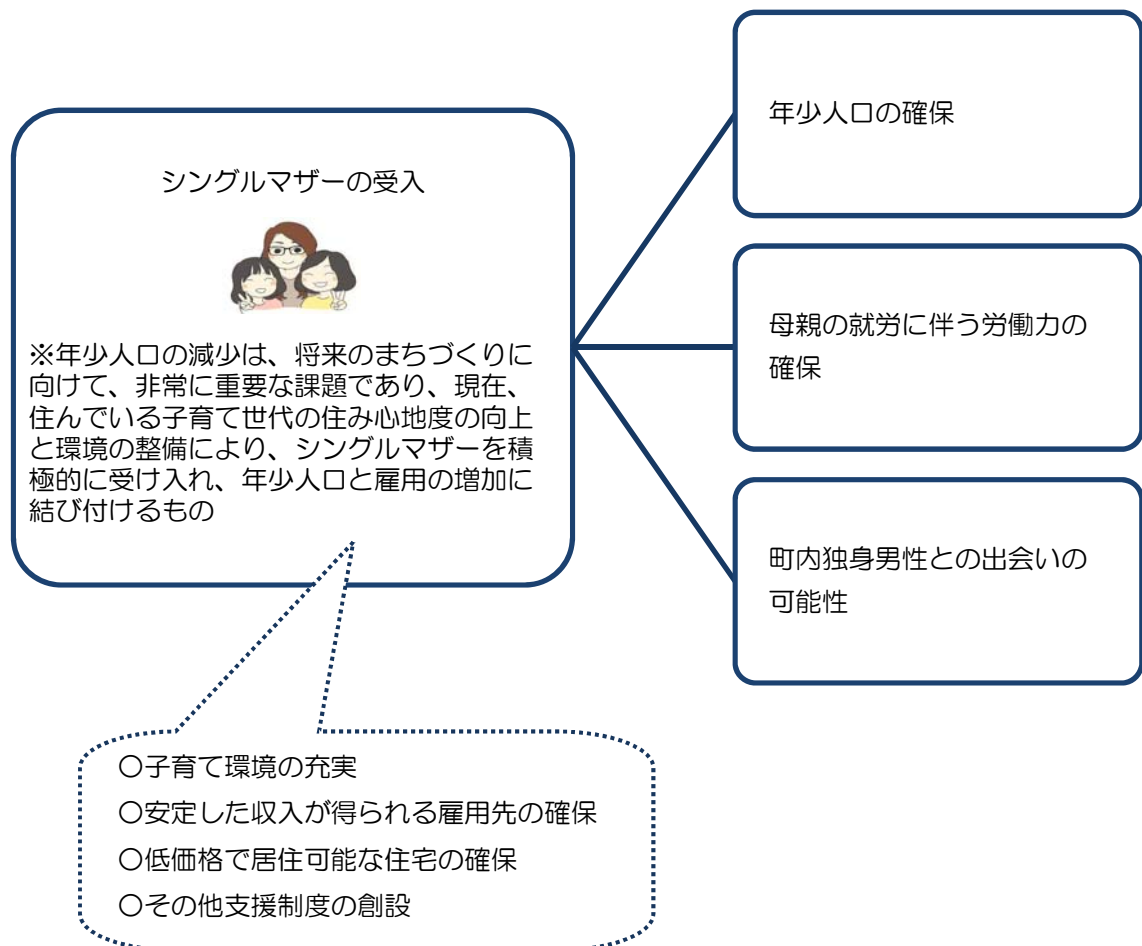 シングルマザーの受入
※年少人口の減少は、将来のまちづくりに
向けて、非常に重要な課題であり、現在、
住んでいる子育て世代の住み心地度の向上
と環境の整備により、シングルマザーを積
極的に受け入れ、年少人口と雇用の増加に
結び付けるもの
年少人口の確保
母親の就労に伴う労働力の
確保
町内独身男性との出会いの
可能性
〇子育て環境の充実
〇安定した収入が得られる雇用先の確保
〇低価格で居住可能な住宅の確保
〇その他支援制度の創設